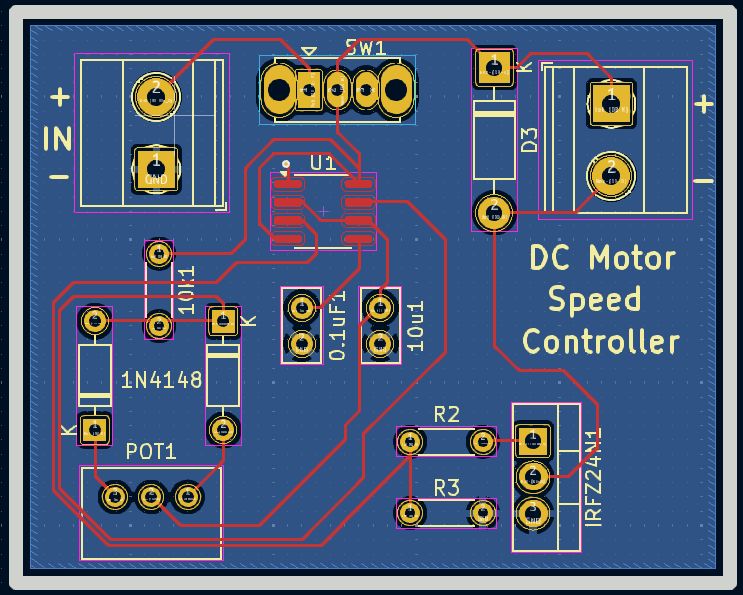 SW1
+
2
1
K
1
+
IN
D3
-
1
GND
U1
2
-
2
DC Motor
Speed
Controller
10k1
K
0.1uF1
10u1
1N4148
K
R2
POT1
1
2
R3
3
IRFZ24N1